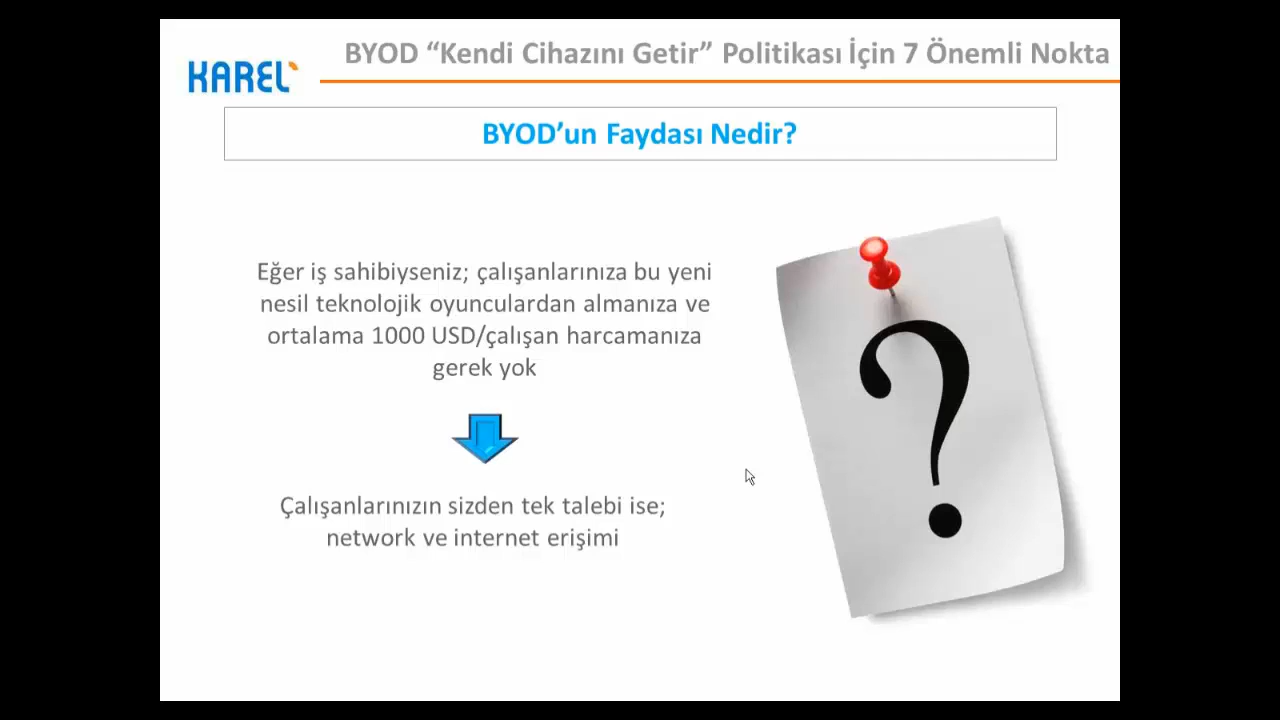 BYOD “Kendi Cihazını Getir” Politikası İçin 7 Önemli Nokta
KAREL
BYOD’un Faydası Nedir?
Eğer iş sahibiyseniz; çalışanlarınıza bu yeni
nesil teknolojik oyunculardan almanıza ve
ortalama 1000 USD/çalışan harcamanıza
gerek yok
Çalışanlarınızın sizden tek talebi ise;
network ve internet erişimi
?